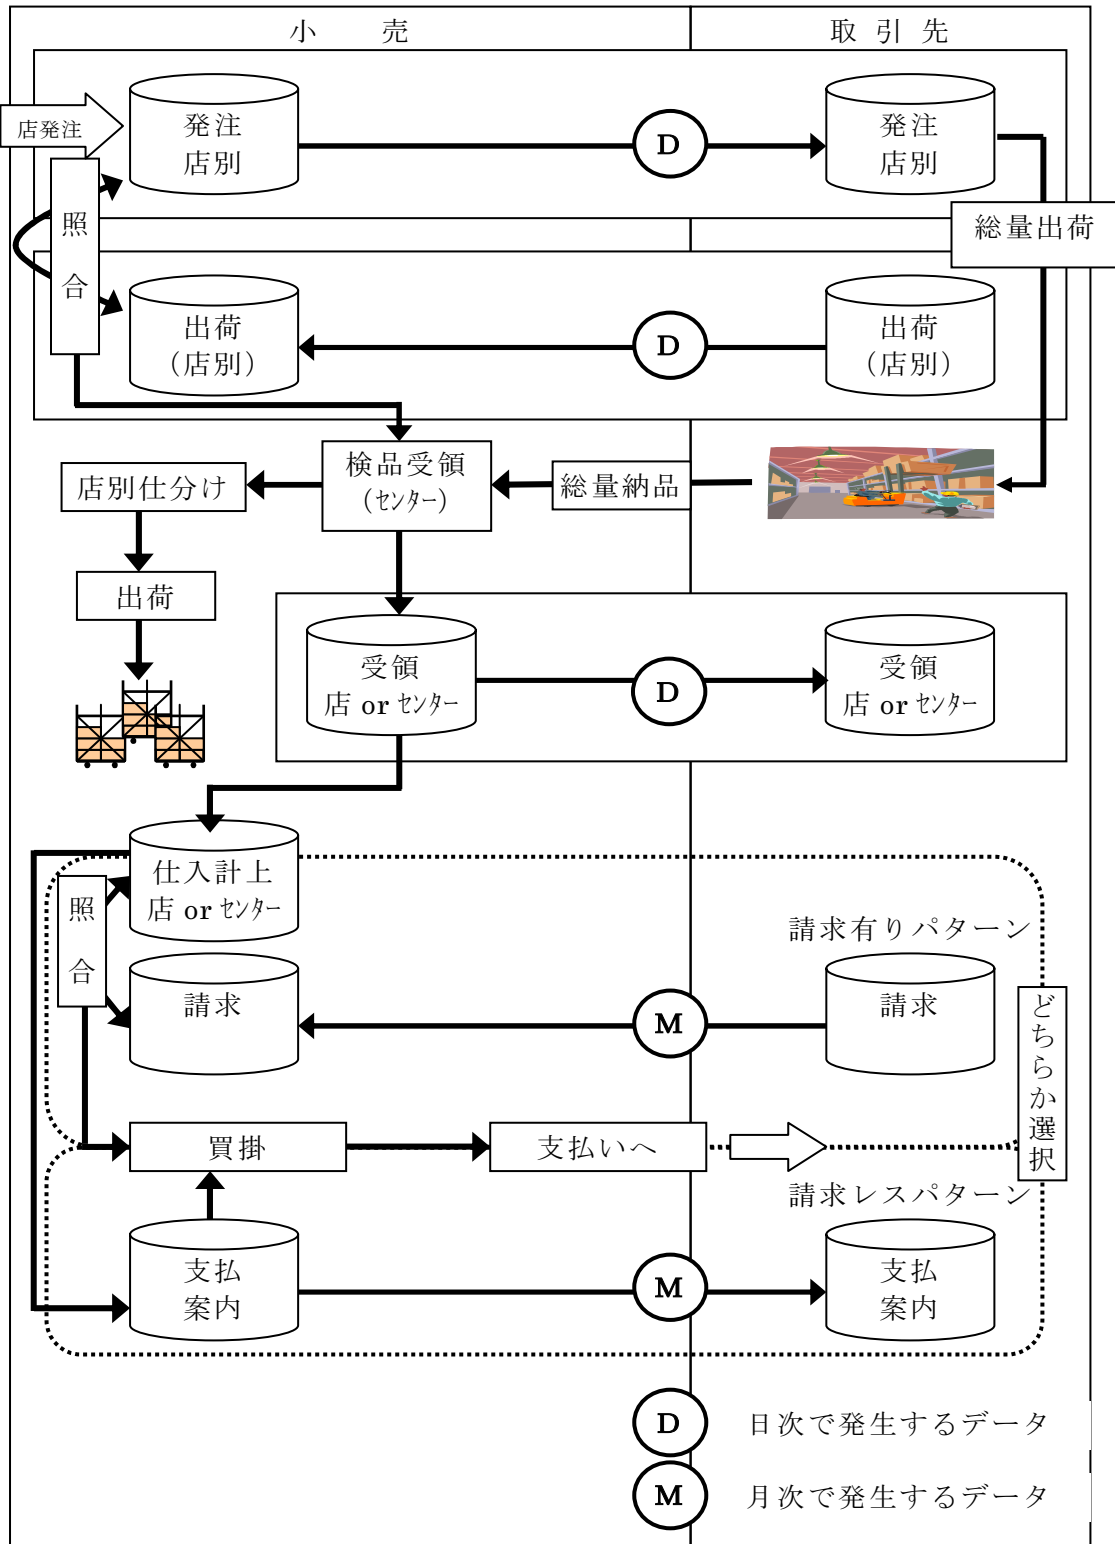 小　売
取 引 先
店発注
発注
店別
D
発注
店別
照
合
総量出荷
出荷
（店別）
D
出荷
（店別）
店別仕分け
検品受領
（センター）
総量納品
出荷
受領
店 or センター
D
受領
店 or センター
仕入計上
店 or センター
照
合
請求有りパターン
請求
M
請求
どちらか選択
買掛
支払いへ
請求レスパターン
支払
案内
M
支払
案内
D 日次で発生するデータ
M 月次で発生するデータ